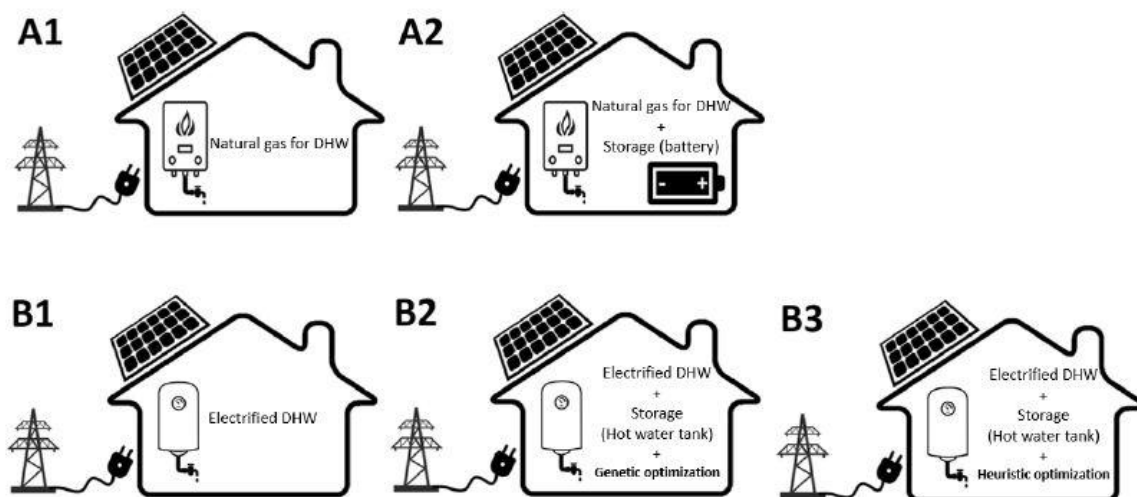 A1
Natural gas for DHW
A2
Natural gas for DHW
+
Storage (battery)
- +
B1
Electrified DHW
B2
Electrified DHW
+
Storage
(Hot water tank)
+
Genetic optimization
B3
Electrified DHW
+
Storage
(Hot water tank)
+
Heuristic optimization